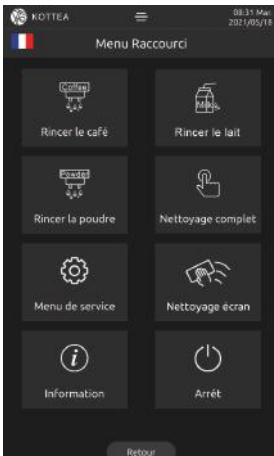 KOTTEA
08:31 Mar
2021/05/18
Menu Raccourci
Coffee
Milk
Rincer le café
Rincer le lait
Powder
Rincer la poudre
Nettoyage complet
Menu de service
Nettoyage écran
i
Information
Arrêt
Retour